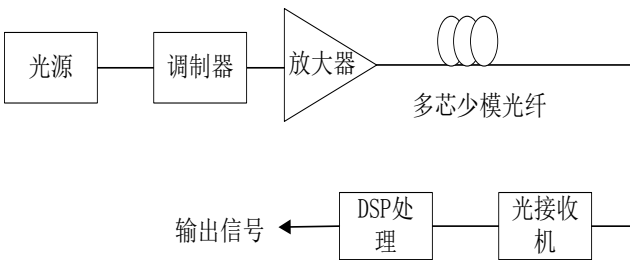 光源
调制器
放大器
多芯少模光纤
输出信号
DSP处
理
光接收
机